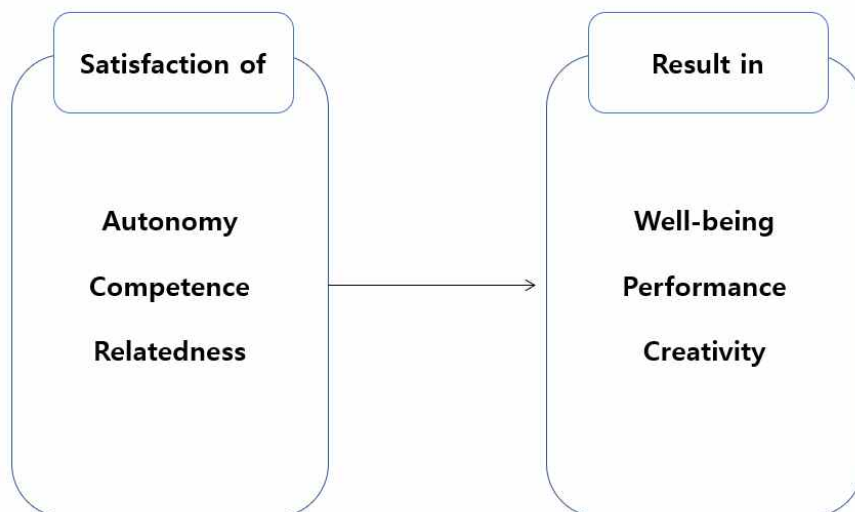 Satisfaction of
Autonomy
Competence
Relatedness
Result in
Well-being
Performance
Creativity